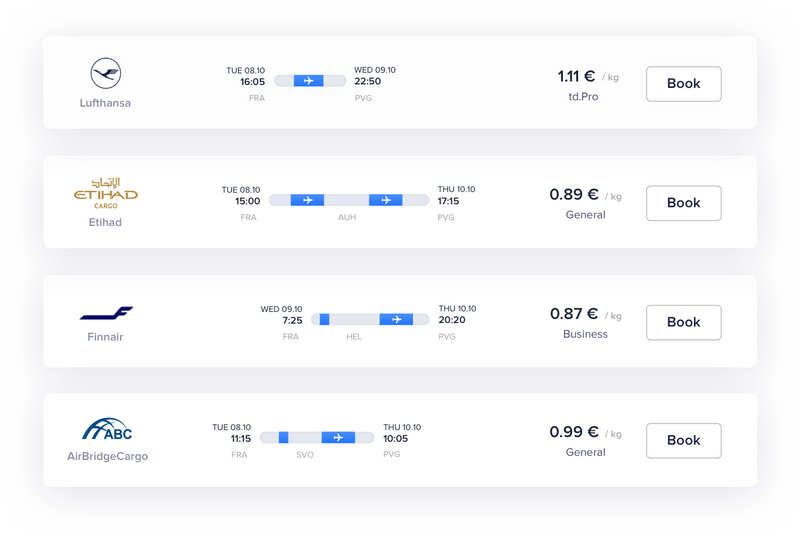 TUE 08.10 WED 09.10
16:05 22:50
FRA PVG
Lufthansa
1.11 € / kg
td.Pro
Book
الإتحاد
ETIHAD
CARGO
Etihad
TUE 08.10 THU 10.10
15:00 17:15
FRA AUH PVG
0.89 € / kg
General
Book
Finnair
WED 09.10 THU 10.10
7:25 20:20
FRA HEL PVG
0.87 € / kg
Business
Book
ABC
AirBridgeCargo
TUE 08.10 THU 10.10
11:15 10:05
FRA SVO PVG
0.99 € / kg
General
Book